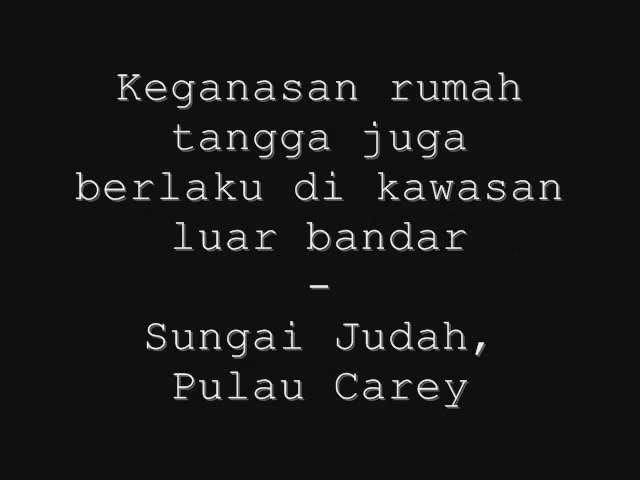 Keganasan rumah
tangga juga
berlaku di kawasan
luar bandar
-
Sungai Judah,
Pulau Carey